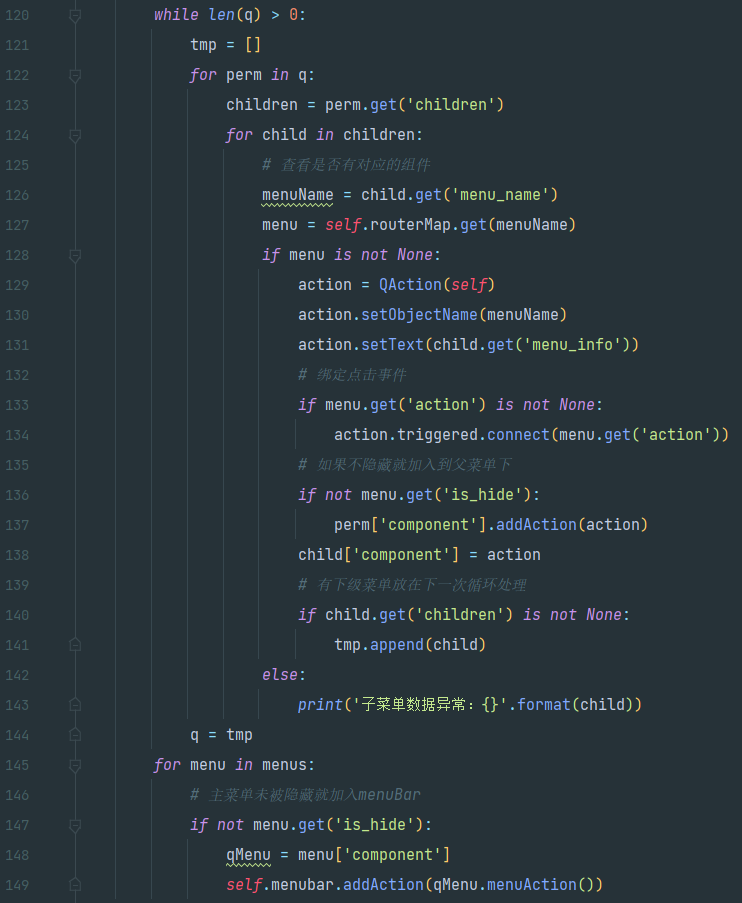 120 while len(q) > 0:
121 tmp = []
122 for perm in q:
123 children = perm.get('children')
124 for child in children:
125 # 查看是否有对应的组件
126 menuName = child.get('menu_name')
127 menu = self.routerMap.get(menuName)
128 if menu is not None:
129 action = QAction(self)
130 action.setObjectName(menuName)
131 action.setText(child.get('menu_info'))
132 # 绑定点击事件
133 if menu.get('action') is not None:
134 action.triggered.connect(menu.get('action'))
135 # 如果不隐藏就加入到父菜单下
136 if not menu.get('is_hide'):
137 perm['component'].addAction(action)
138 child['component'] = action
139 # 有下级菜单放在下一次循环处理
140 if child.get('children') is not None:
141 tmp.append(child)
142 else:
143 print('子菜单数据异常：{}'.format(child))
144 q = tmp
145 for menu in menus:
146 # 主菜单未被隐藏就加入menuBar
147 if not menu.get('is_hide'):
148 qMenu = menu['component']
149 self.menubar.addAction(qMenu.menuAction())